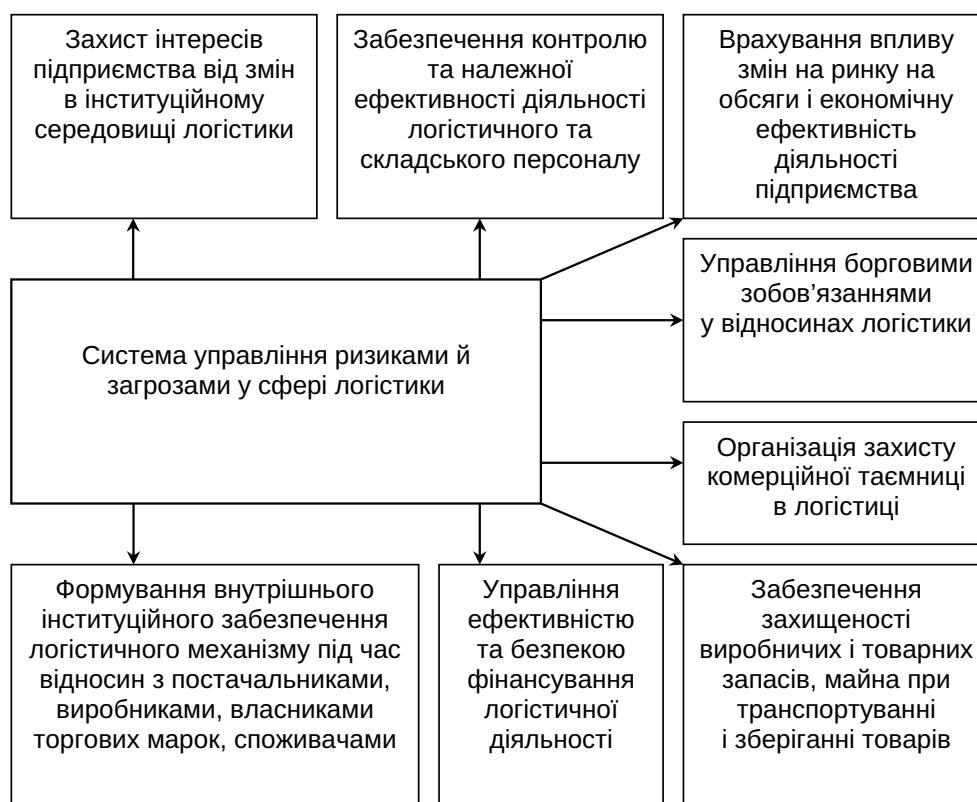 Захист інтересів
підприємства від змін
в інституційному
середовищі логістики
Забезпечення контролю
та належної
ефективності діяльності
логістичного та
складського персоналу
Врахування впливу
змін на ринку на
обсяги і економічну
ефективність
діяльності
підприємства
Управління борговими
зобов’язаннями
у відносинах логістики
Система управління ризиками й
загрозами у сфері логістики
Організація захисту
комерційної таємниці
в логістиці
Формування внутрішнього
інституційного забезпечення
логістичного механізму під час
відносин з постачальниками,
виробниками, власниками
торгових марок, споживачами
Управління
ефективністю
та безпекою
фінансування
логістичної
діяльності
Забезпечення
захищеності
виробничих і товарних
запасів, майна при
транспортуванні
і зберіганні товарів